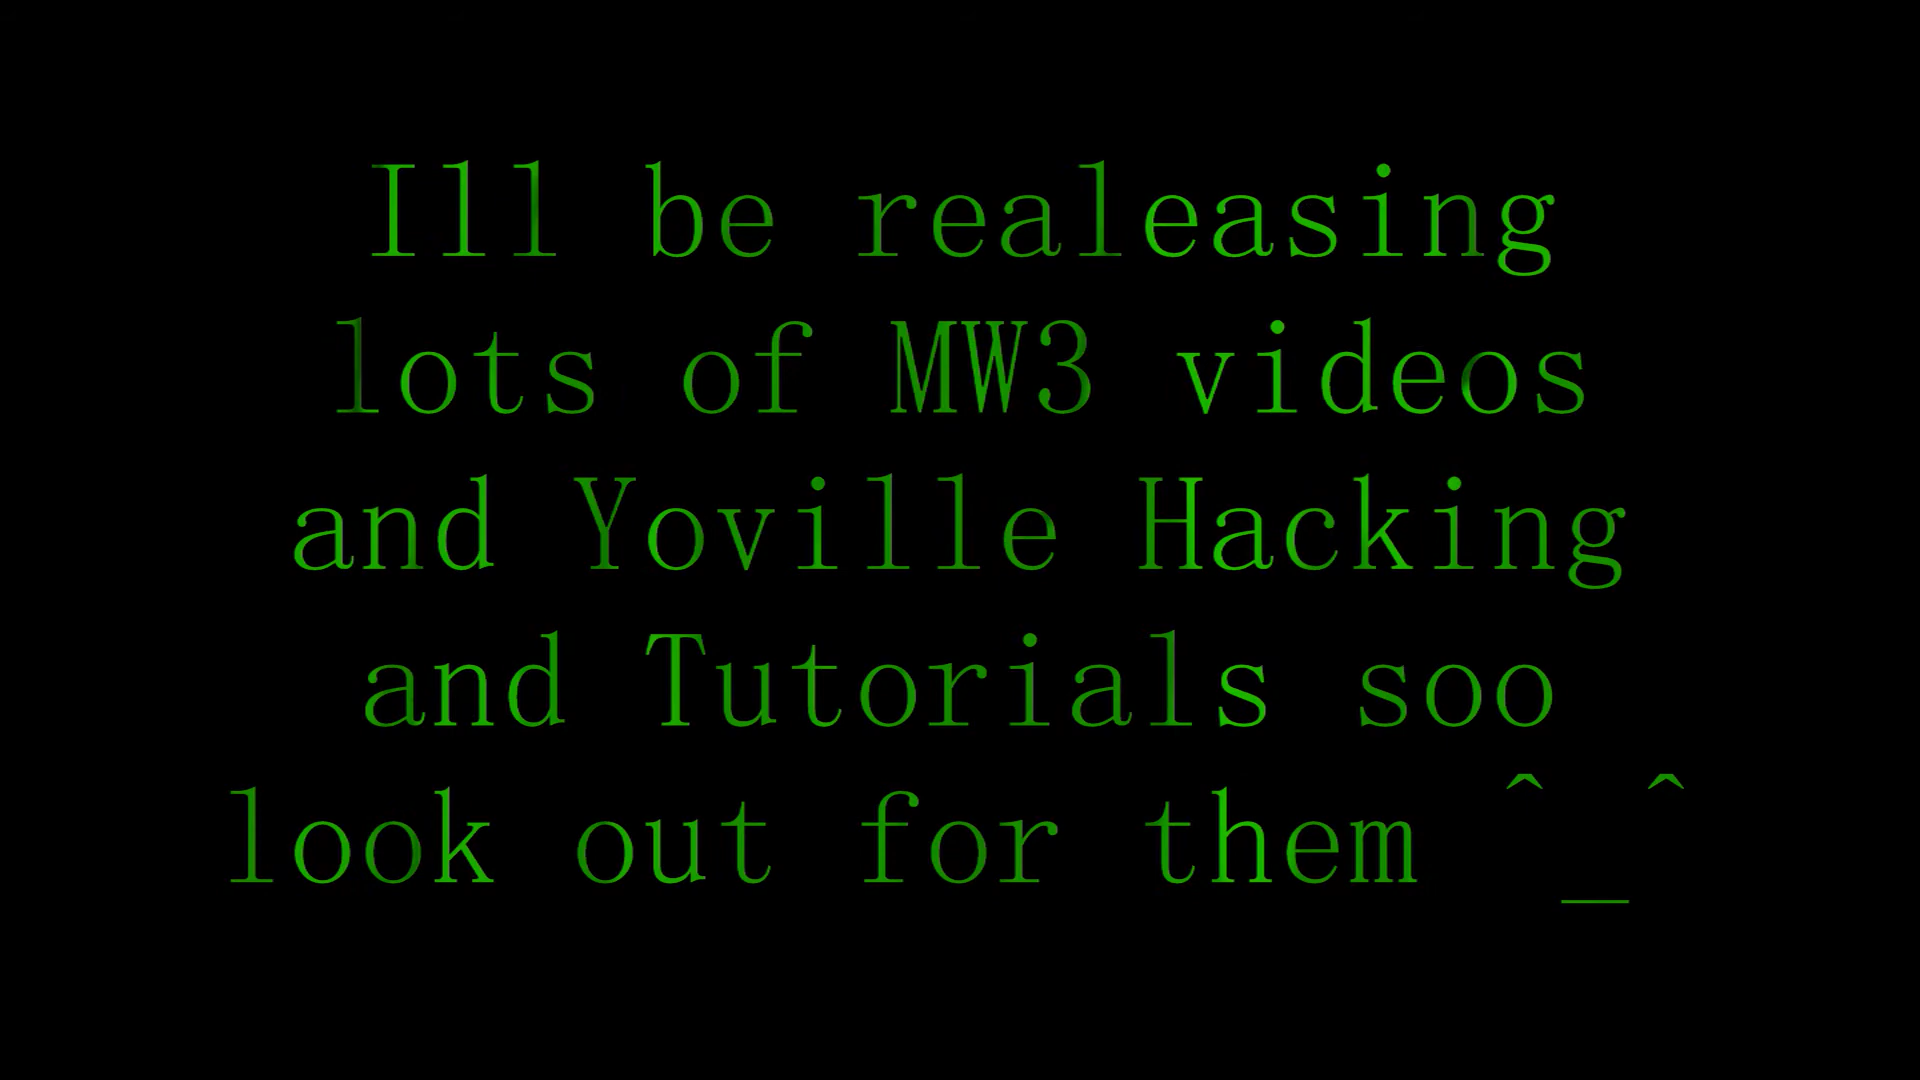 Ill be realeasing
lots of MW3 videos
and Yoville Hacking
and Tutorials soo
look out for them ^_^